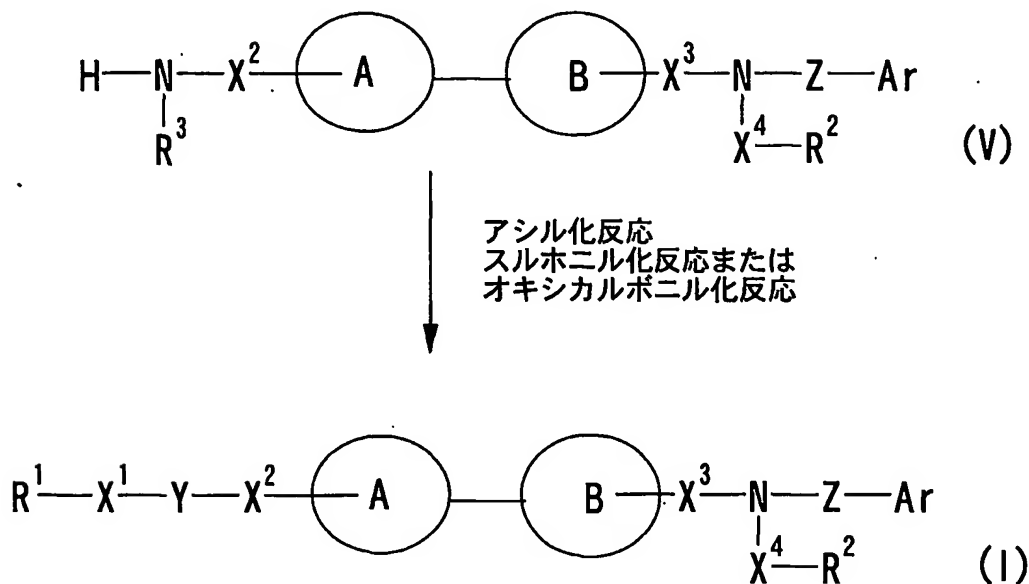 H—N—X²—A—B—X³—N—Z—Ar
R³ X⁴—R² (V)
アシル化反応
スルホニル化反応または
オキシカルボニル化反応
R¹—X¹—Y—X²—A—B—X³—N—Z—Ar
X⁴—R² (I)